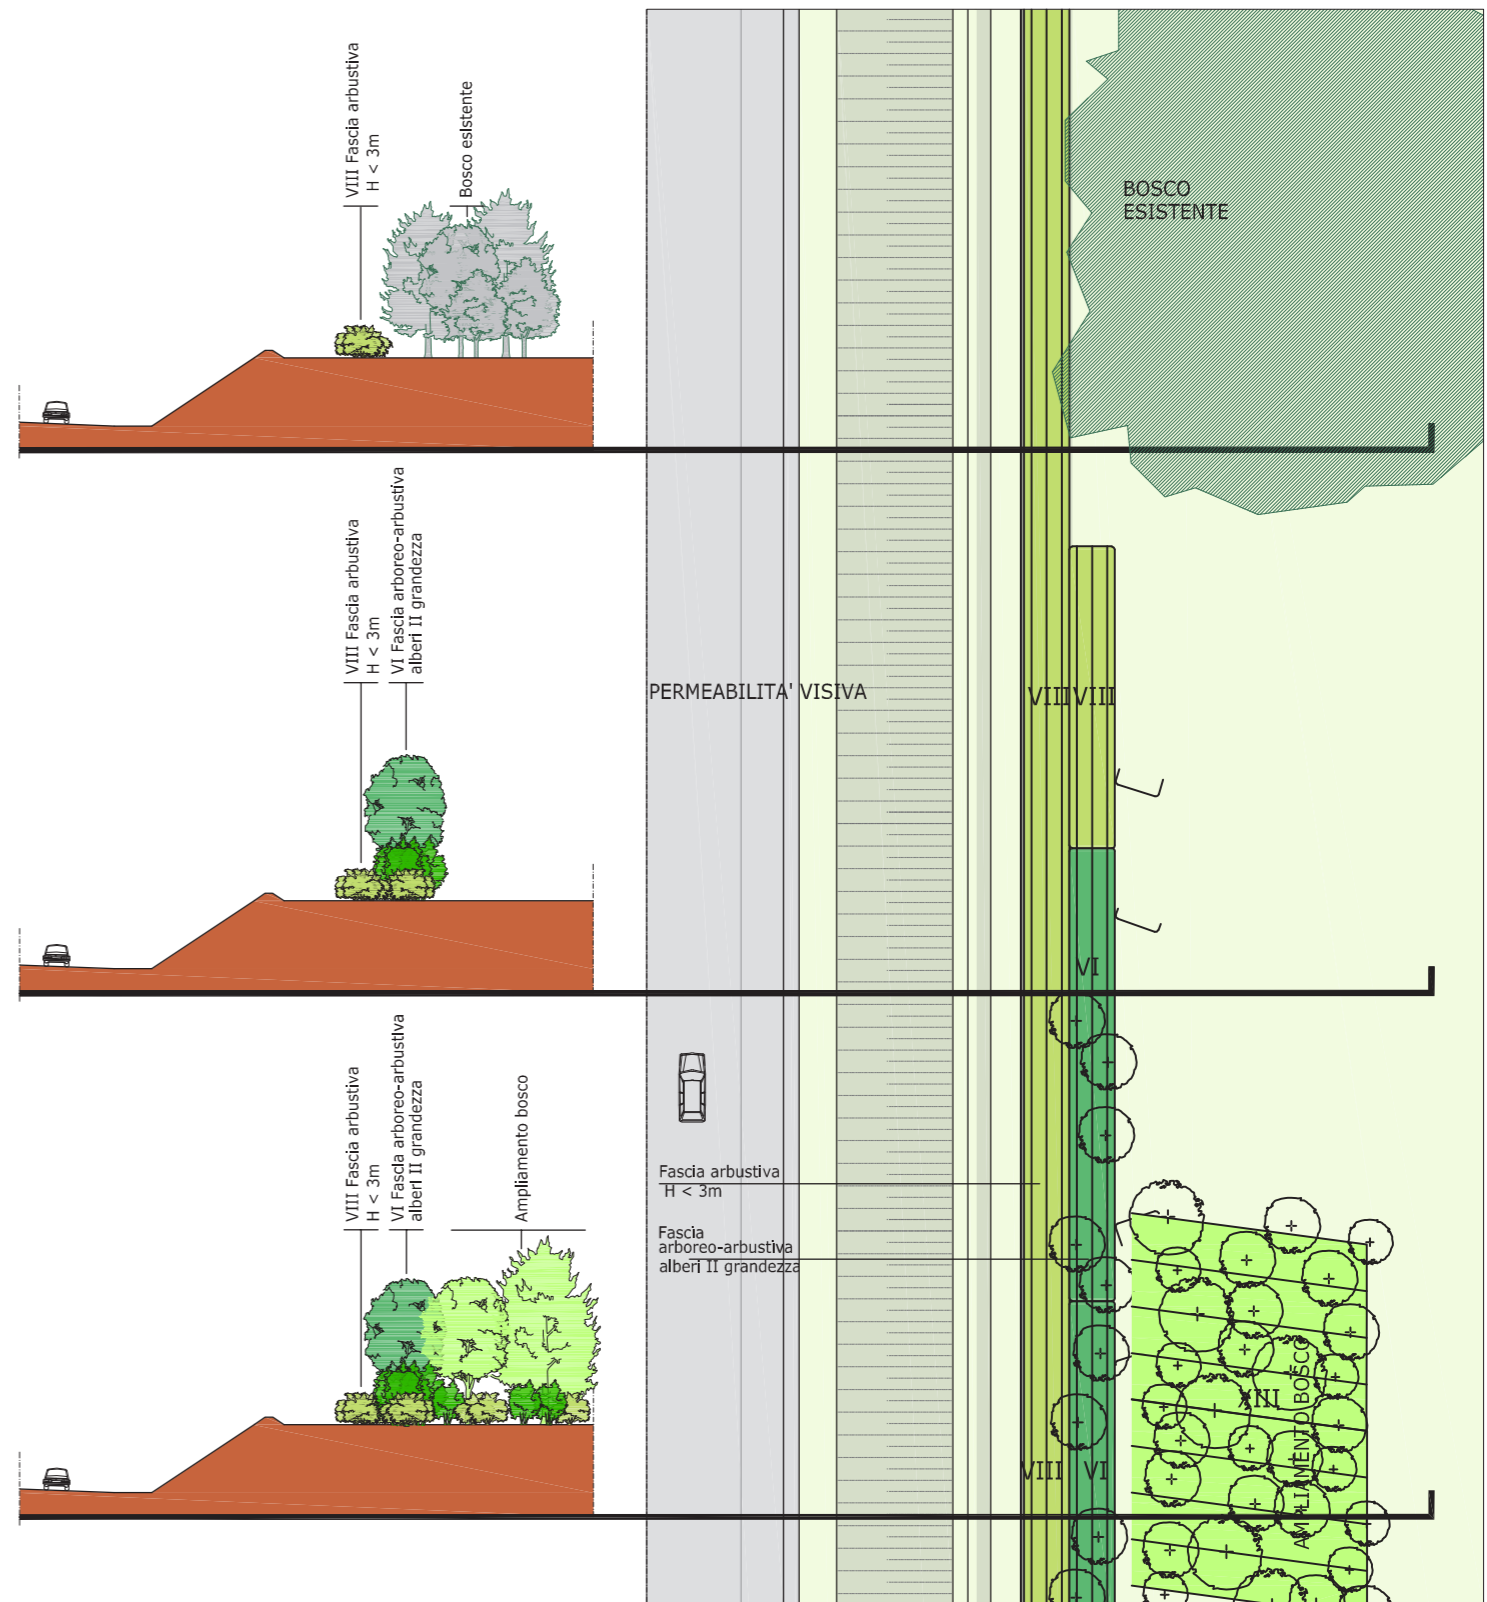 VIII Fascia arbustiva
H < 3m
Bosco esistente
BOSCO
ESISTENTE
VIII Fascia arbustiva
H < 3m
VI Fascia arboreo-arbustiva
alberi II grandezza
PERMEABILITA' VISIVA
VIII
VIII
VI
VIII Fascia arbustiva
H < 3m
VI Fascia arboreo-arbustiva
alberi II grandezza
Ampliamento bosco
Fascia arbustiva
H < 3m
Fascia
arboreo-arbustiva
alberi II grandezza
XIII
AMPLIAMENTO BOSCO
VIII
VI